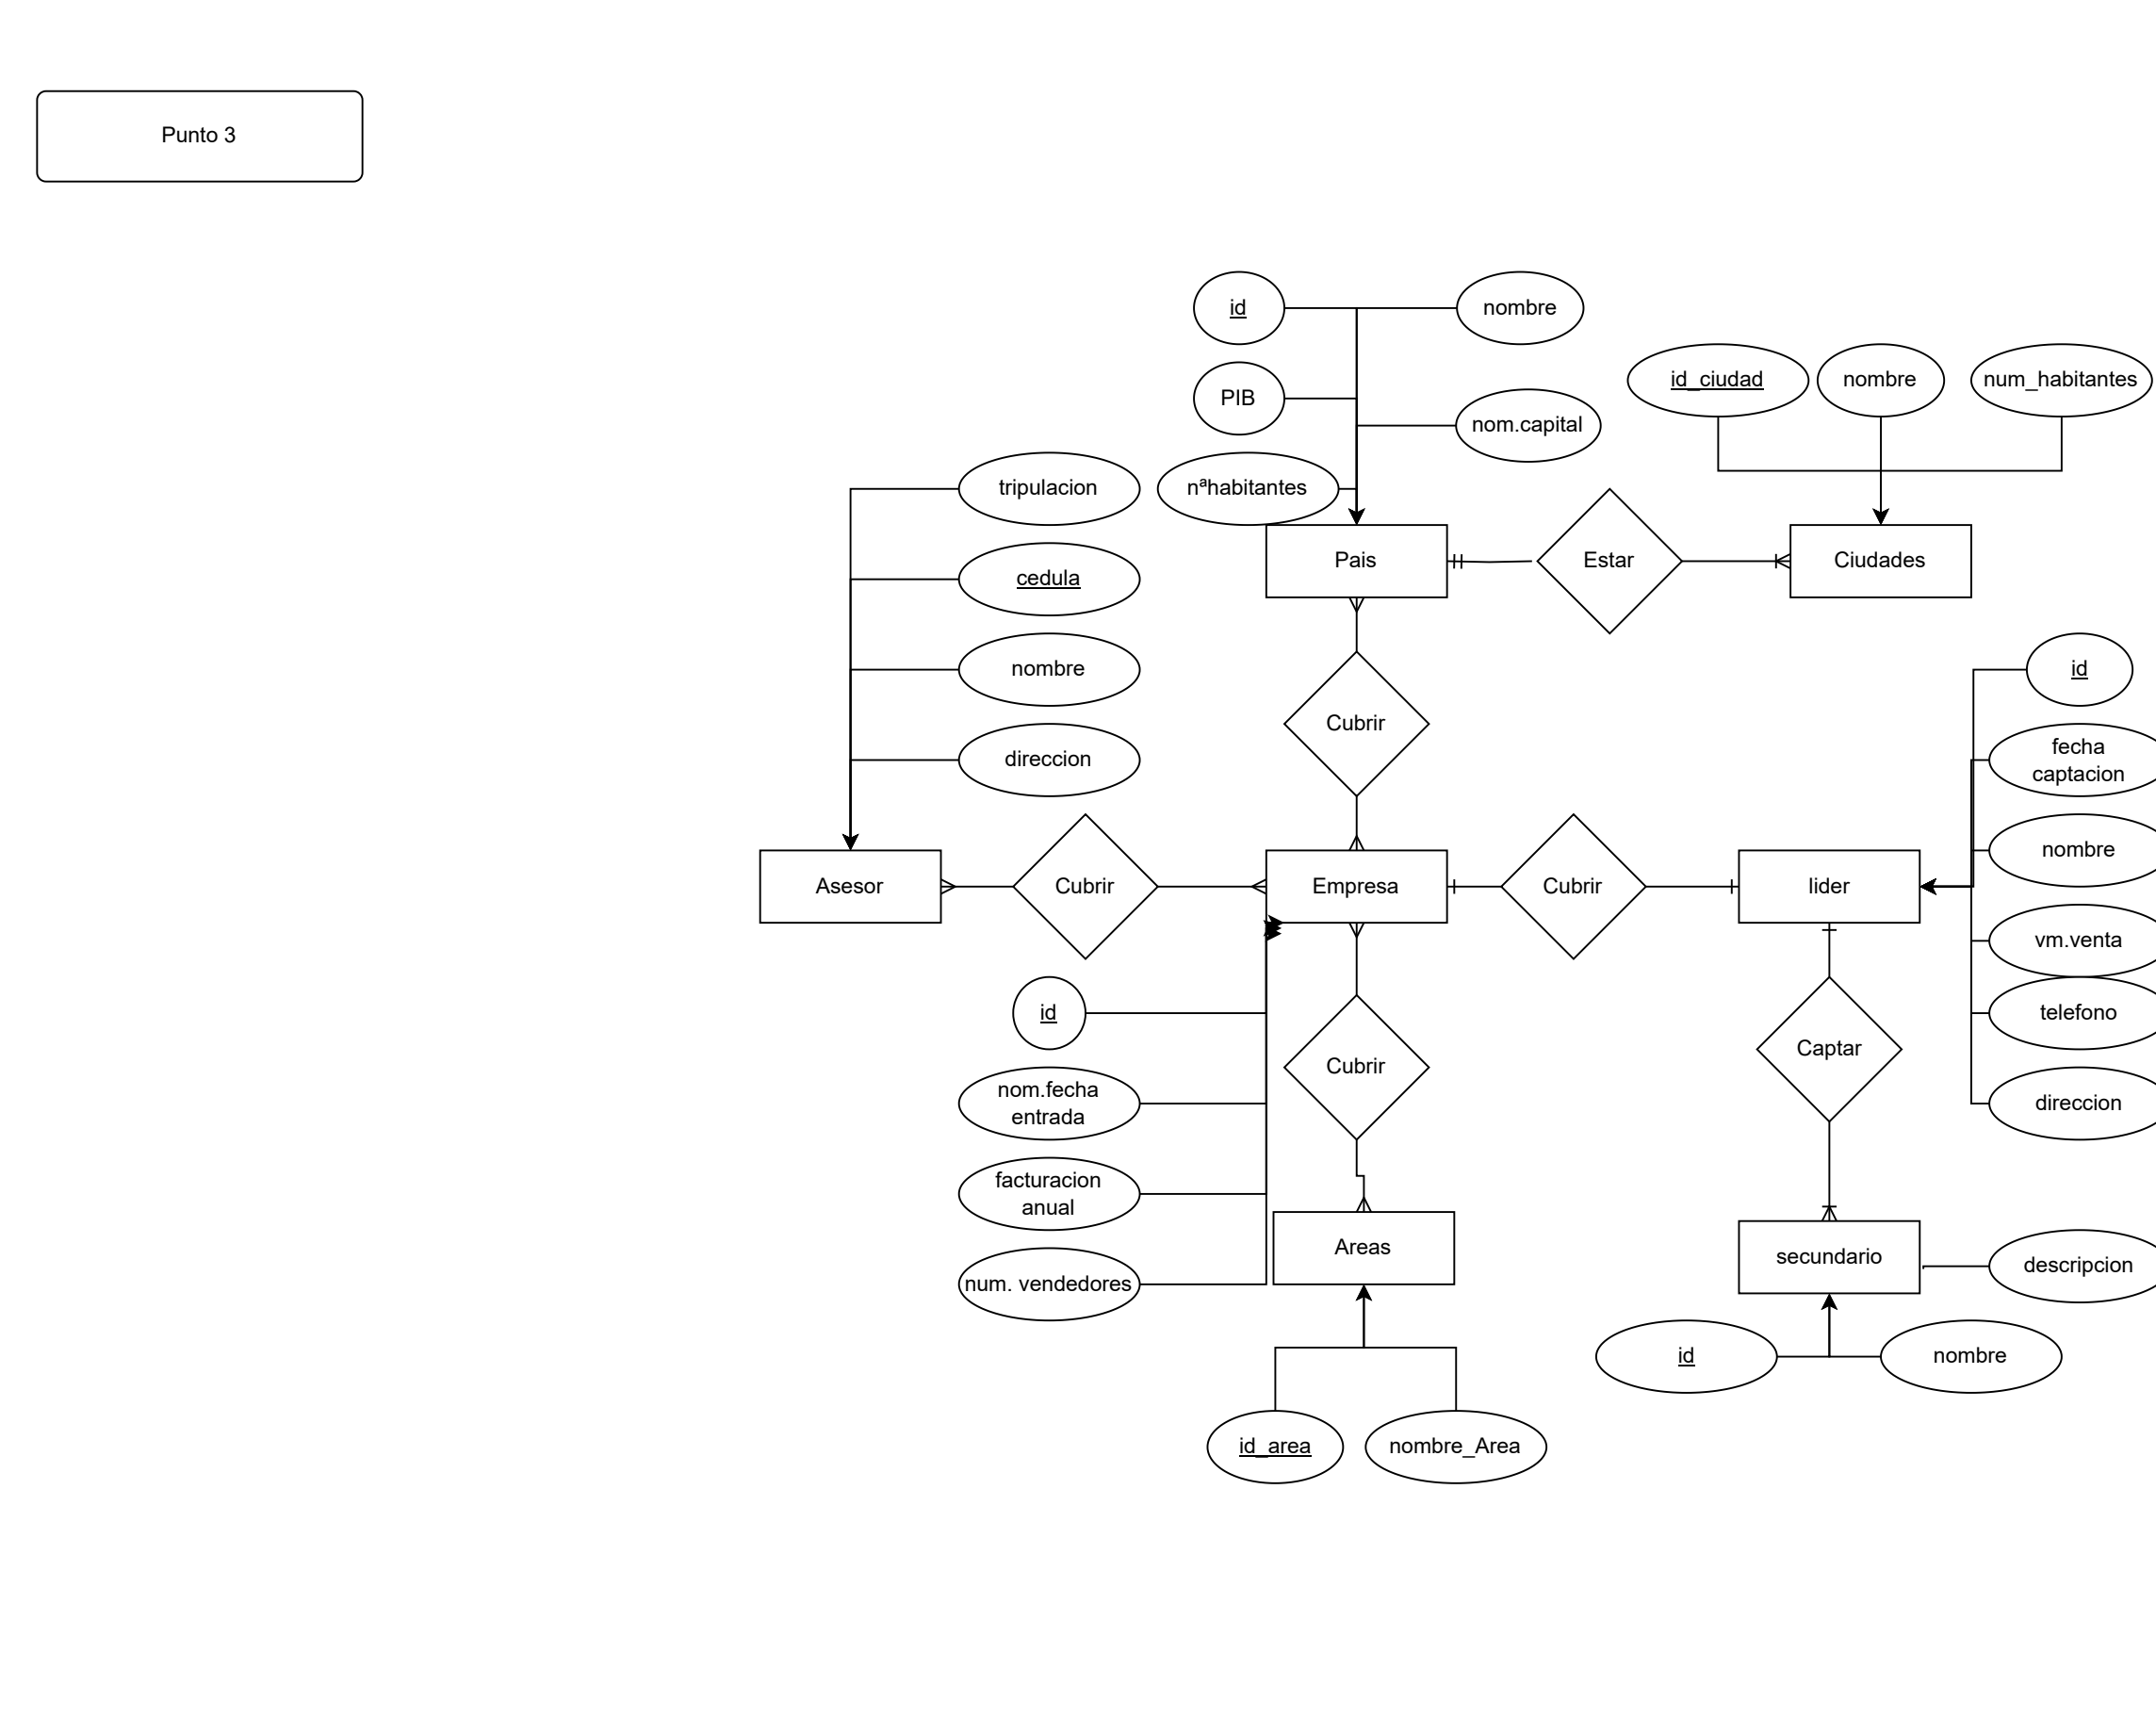 Punto 3
id
nombre
PIB
nom.capital
id_ciudad
nombre
num_habitantes
tripulacion
nªhabitantes
cedula
Pais
Estar
Ciudades
nombre
id
Cubrir
direccion
fecha
captacion
nombre
Asesor
Cubrir
Empresa
Cubrir
lider
vm.venta
id
telefono
Cubrir
Captar
nom.fecha
entrada
direccion
facturacion
anual
Areas
secundario
descripcion
num. vendedores
id
nombre
id_area
nombre_Area